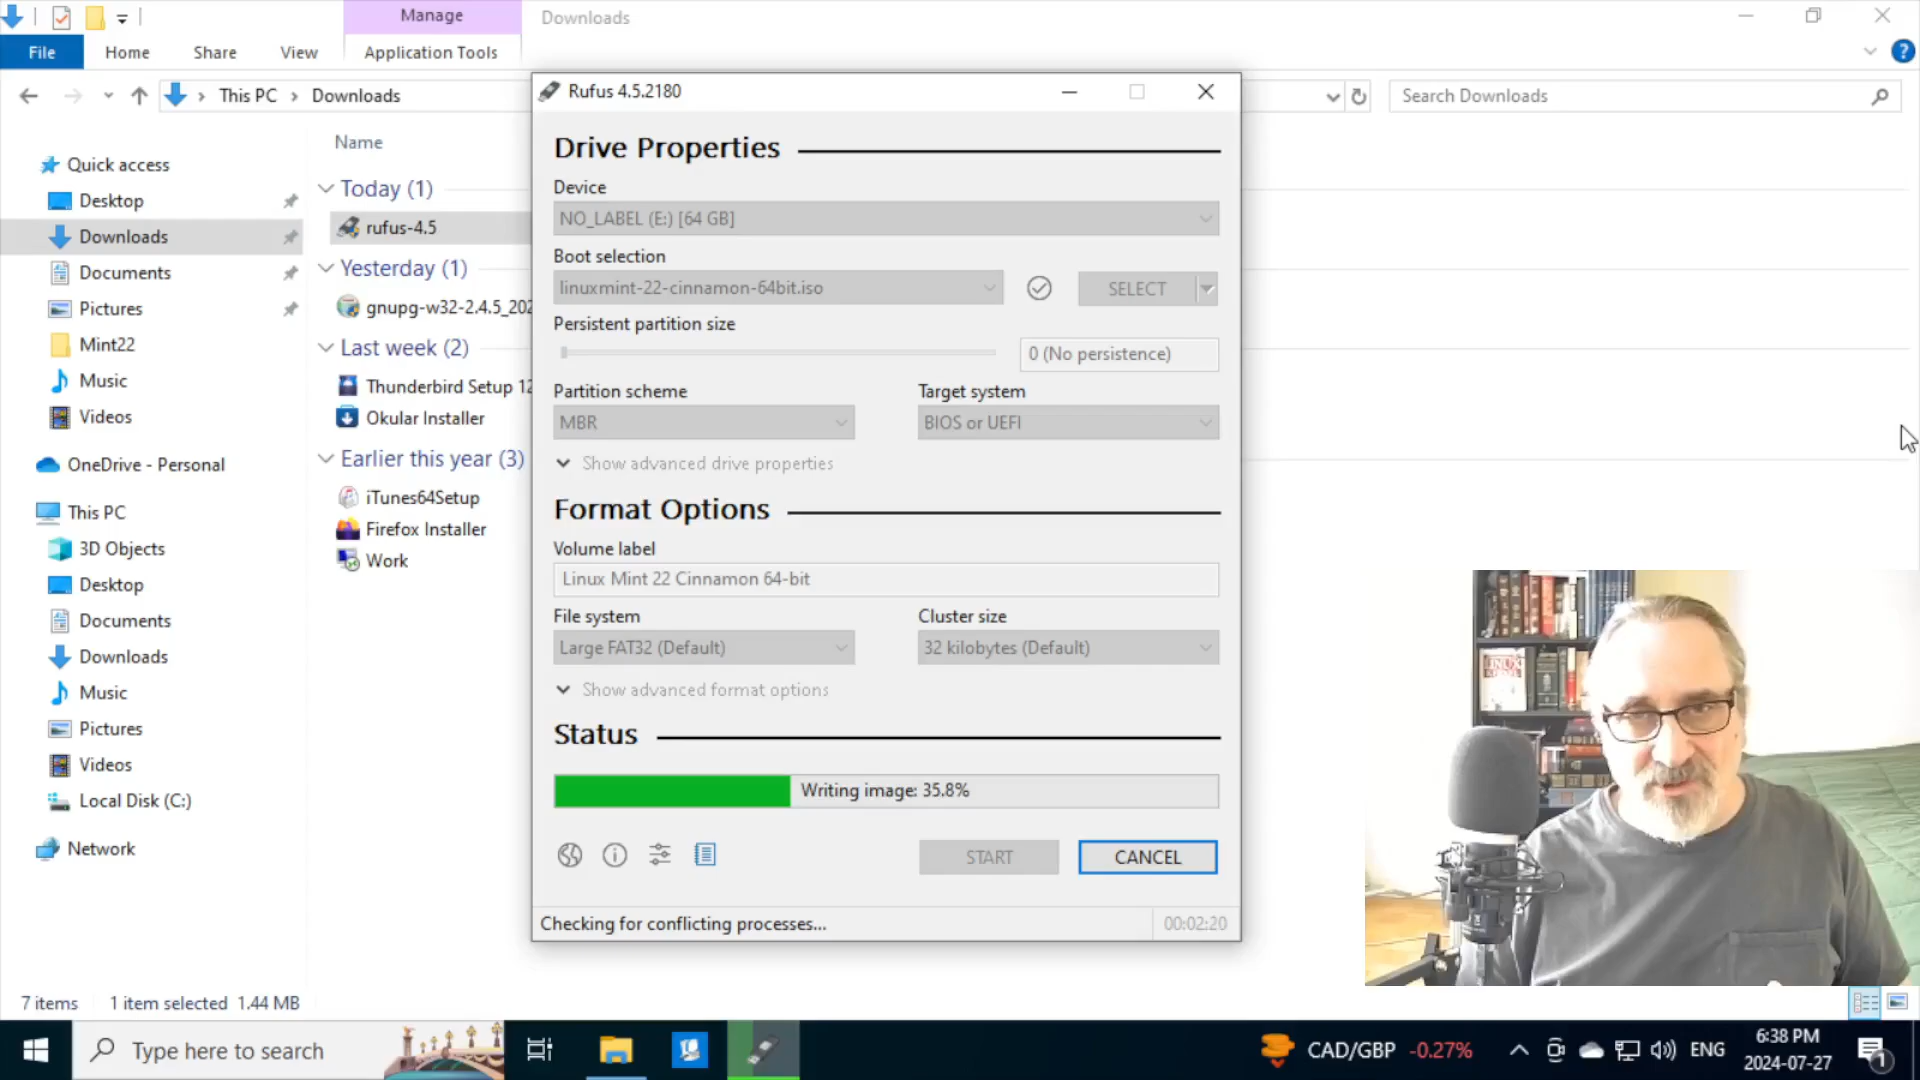 Manage
Downloads
File
Home
Share
View
Application Tools
This PC
Downloads
Search Downloads
Quick access
Desktop
Downloads
Documents
Pictures
Mint22
Music
Videos
OneDrive - Personal
This PC
3D Objects
Desktop
Documents
Downloads
Music
Pictures
Videos
Local Disk (C:)
Network
Name
Today (1)
rufus-4.5
Yesterday (1)
gnupg-w32-2.4.5_202
Last week (2)
Thunderbird Setup 12
Okular Installer
Earlier this year (3)
iTunes64Setup
Firefox Installer
Work
Rufus 4.5.2180
Drive Properties
Device
NO_LABEL (E:) [64 GB]
Boot selection
linuxmint-22-cinnamon-64bit.iso
SELECT
Persistent partition size
0 (No persistence)
Partition scheme
Target system
MBR
BIOS or UEFI
Show advanced drive properties
Format Options
Volume label
Linux Mint 22 Cinnamon 64-bit
File system
Cluster size
Large FAT32 (Default)
32 kilobytes (Default)
Show advanced format options
Status
Writing image: 35.8%
START
CANCEL
Checking for conflicting processes...
00:02:20
LINUX
7 items
1 item selected 1.44 MB
Type here to search
CAD/GBP -0.27%
ENG
6:38 PM
2024-07-27
1